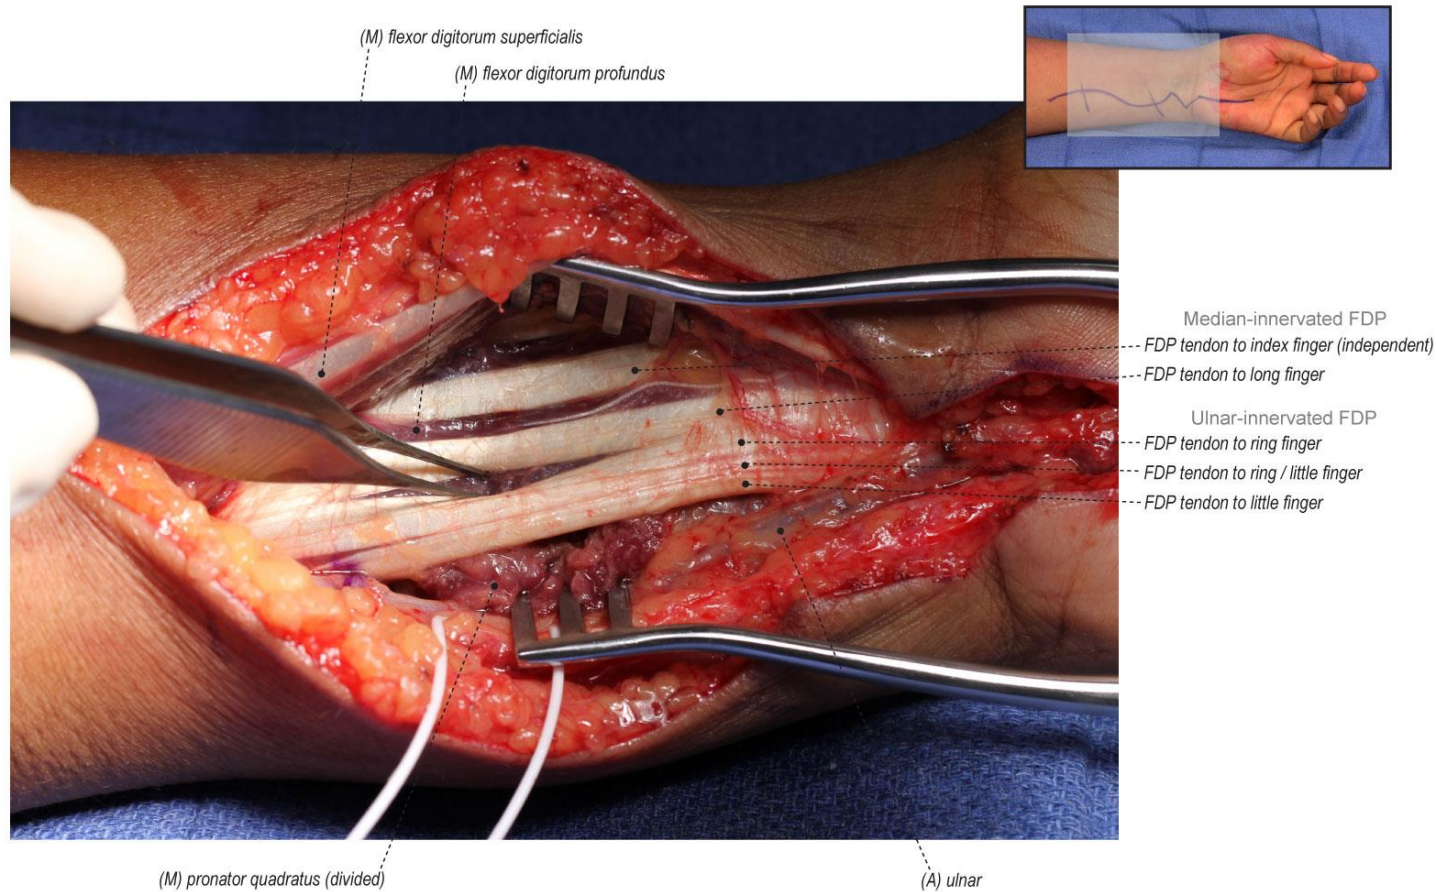 (M) flexor digitorum superficialis
(M) flexor digitorum profundus
Median-innervated FDP
FDP tendon to index finger (independent)
FDP tendon to long finger
Ulnar-innervated FDP
FDP tendon to ring finger
FDP tendon to ring / little finger
FDP tendon to little finger
(M) pronator quadratus (divided)
(A) ulnar